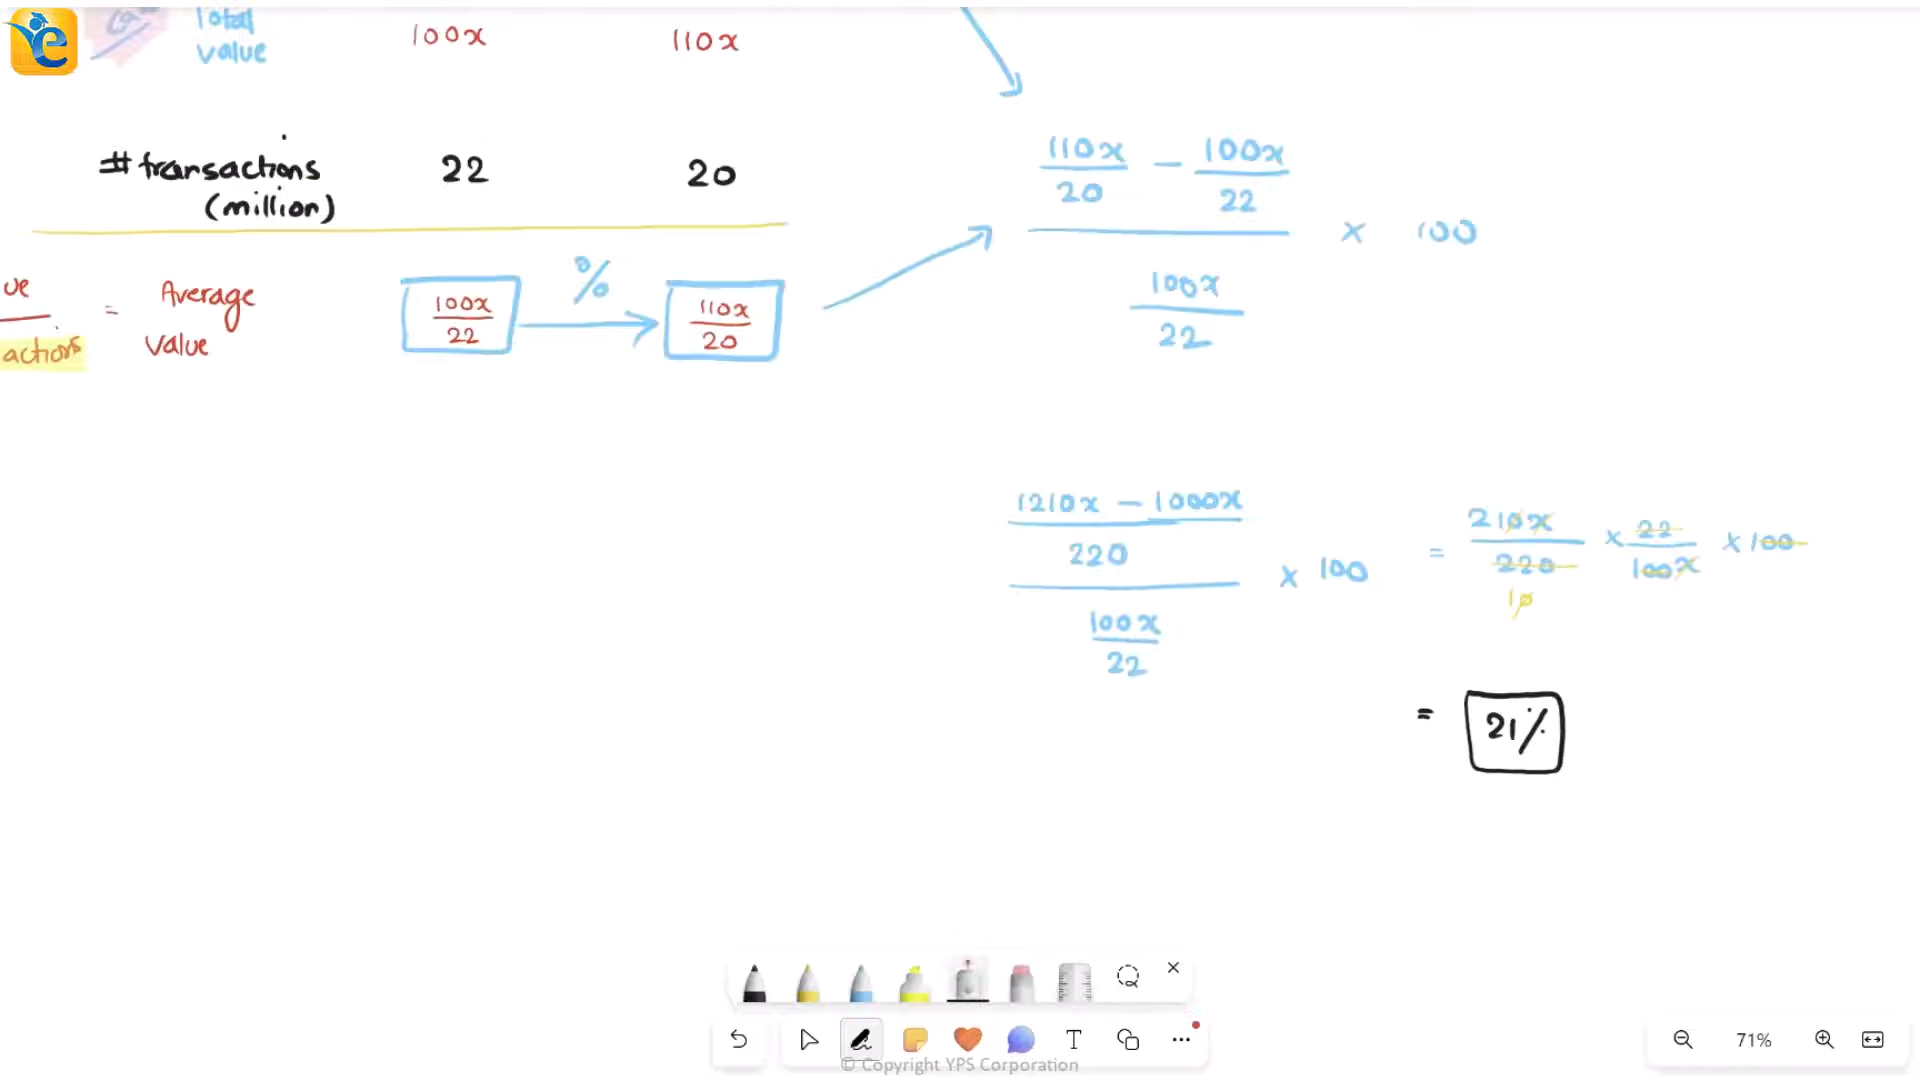 Total
value 100x 110x
# transactions 22 20
(million)
ue = Average 100x/22 % 110x/20
actions value
110x/20 - 100x/22
x 100
100x/22
1210x - 1000x
220
x 100
100x
22
= 210x/220 x 22/100x x 100
10
= 21%
71%
© Copyright YPS Corporation